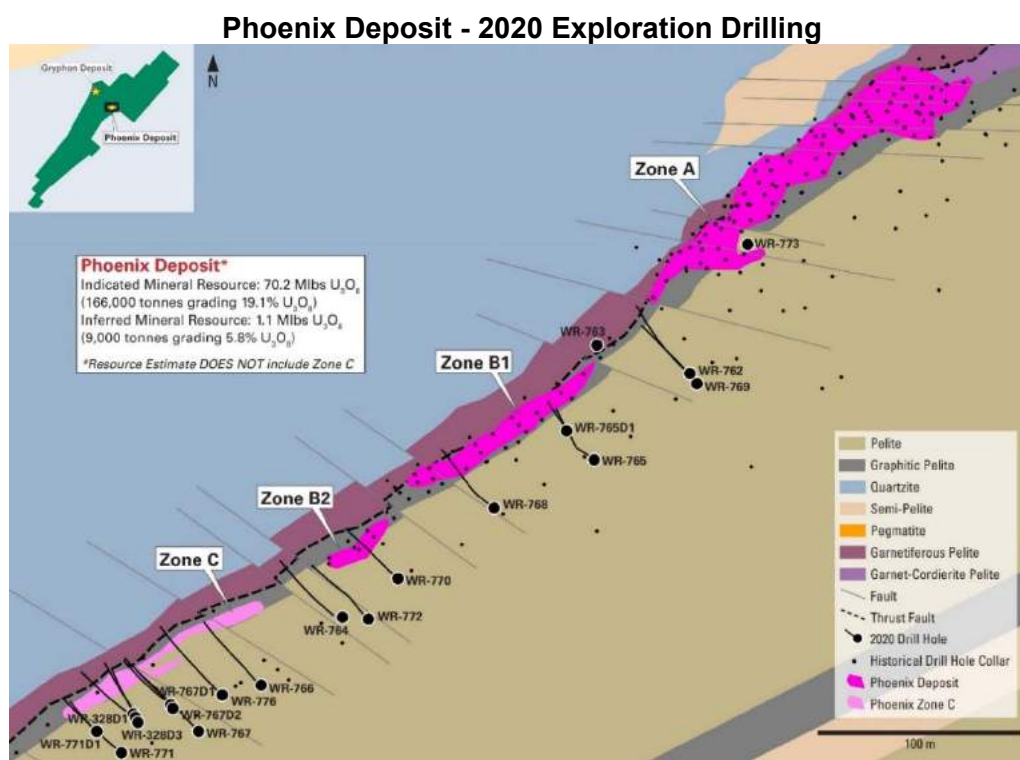 Phoenix Deposit - 2020 Exploration Drilling
Gryphon Deposit
Phoenix Deposit
N
Zone A
WR-773
Phoenix Deposit*
Indicated Mineral Resource: 70.2 Mlbs U₃O₈
(166,000 tonnes grading 19.1% U₃O₈)
Inferred Mineral Resource: 1.1 Mlbs U₃O₈
(9,000 tonnes grading 5.8% U₃O₈)
*Resource Estimate DOES NOT include Zone C
WR-763
Zone B1
WR-762
WR-769
WR-765D1
WR-765
WR-768
Zone B2
WR-770
Zone C
WR-772
WR-764
WR-766
WR-776
WR-767D1
WR-767D2
WR-767
WR-328D1
WR-328D3
WR-771D1
WR-771
Pelite
Graphitic Pelite
Quartzite
Semi-Pelite
Pegmatite
Garnetiferous Pelite
Garnet-Cordierite Pelite
Fault
Thrust Fault
2020 Drill Hole
Historical Drill Hole Collar
Phoenix Deposit
Phoenix Zone C
100 m